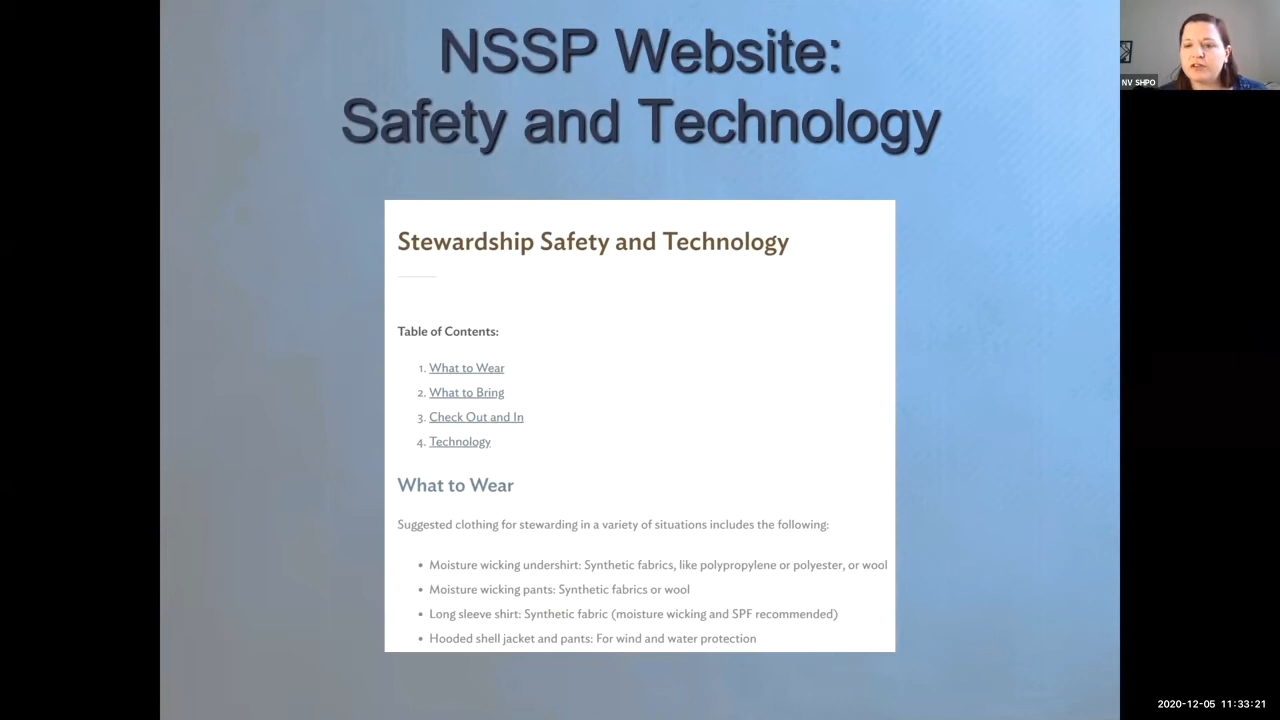 NSSP Website:
Safety and Technology
NV SHPO
Stewardship Safety and Technology
Table of Contents:
1. What to Wear
2. What to Bring
3. Check Out and In
4. Technology
What to Wear
Suggested clothing for stewarding in a variety of situations includes the following:
• Moisture wicking undershirt: Synthetic fabrics, like polypropylene or polyester, or wool
• Moisture wicking pants: Synthetic fabrics or wool
• Long sleeve shirt: Synthetic fabric (moisture wicking and SPF recommended)
• Hooded shell jacket and pants: For wind and water protection
2020-12-05 11:33:21